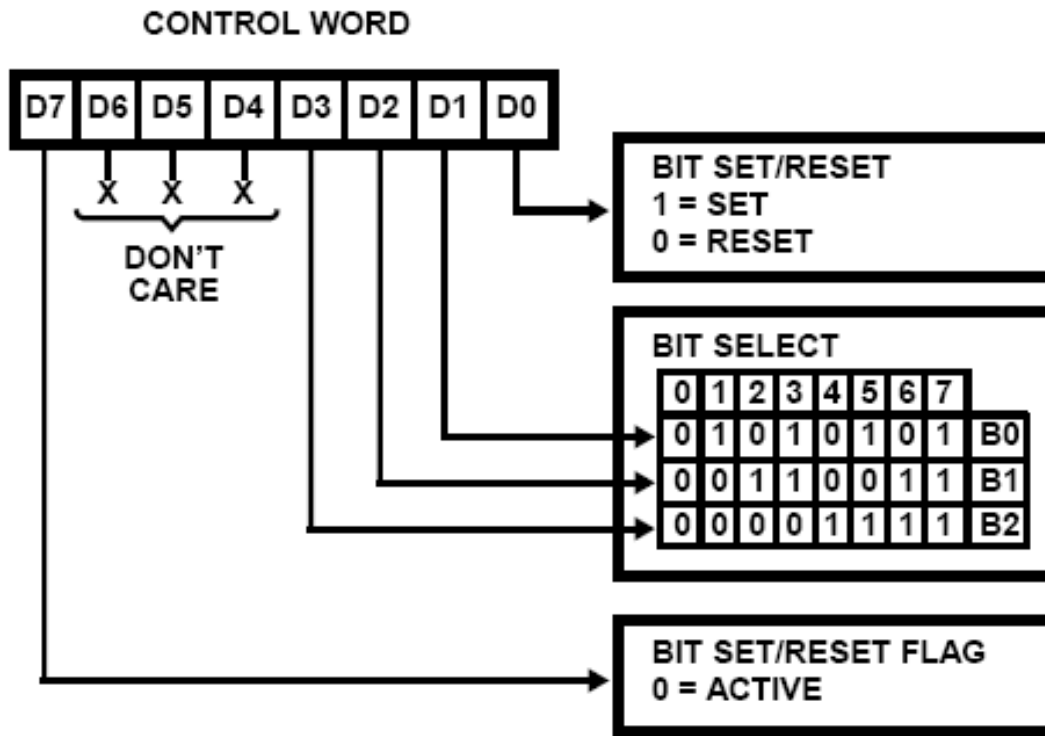 CONTROL WORD
D7 D6 D5 D4 D3 D2 D1 D0
X X X
DON'T
CARE
BIT SET/RESET
1 = SET
0 = RESET
BIT SELECT
0 1 2 3 4 5 6 7
0 1 0 1 0 1 0 1 B0
0 0 1 1 0 0 1 1 B1
0 0 0 0 1 1 1 1 B2
BIT SET/RESET FLAG
0 = ACTIVE